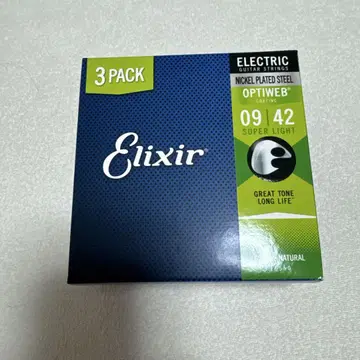 3 PACK
ELECTRIC
GUITAR STRINGS
NICKEL PLATED STEEL
OPTIWEB®
COATING
09 | 42
SUPER LIGHT
Elixir®
GREAT TONE
LONG LIFE
NATURAL